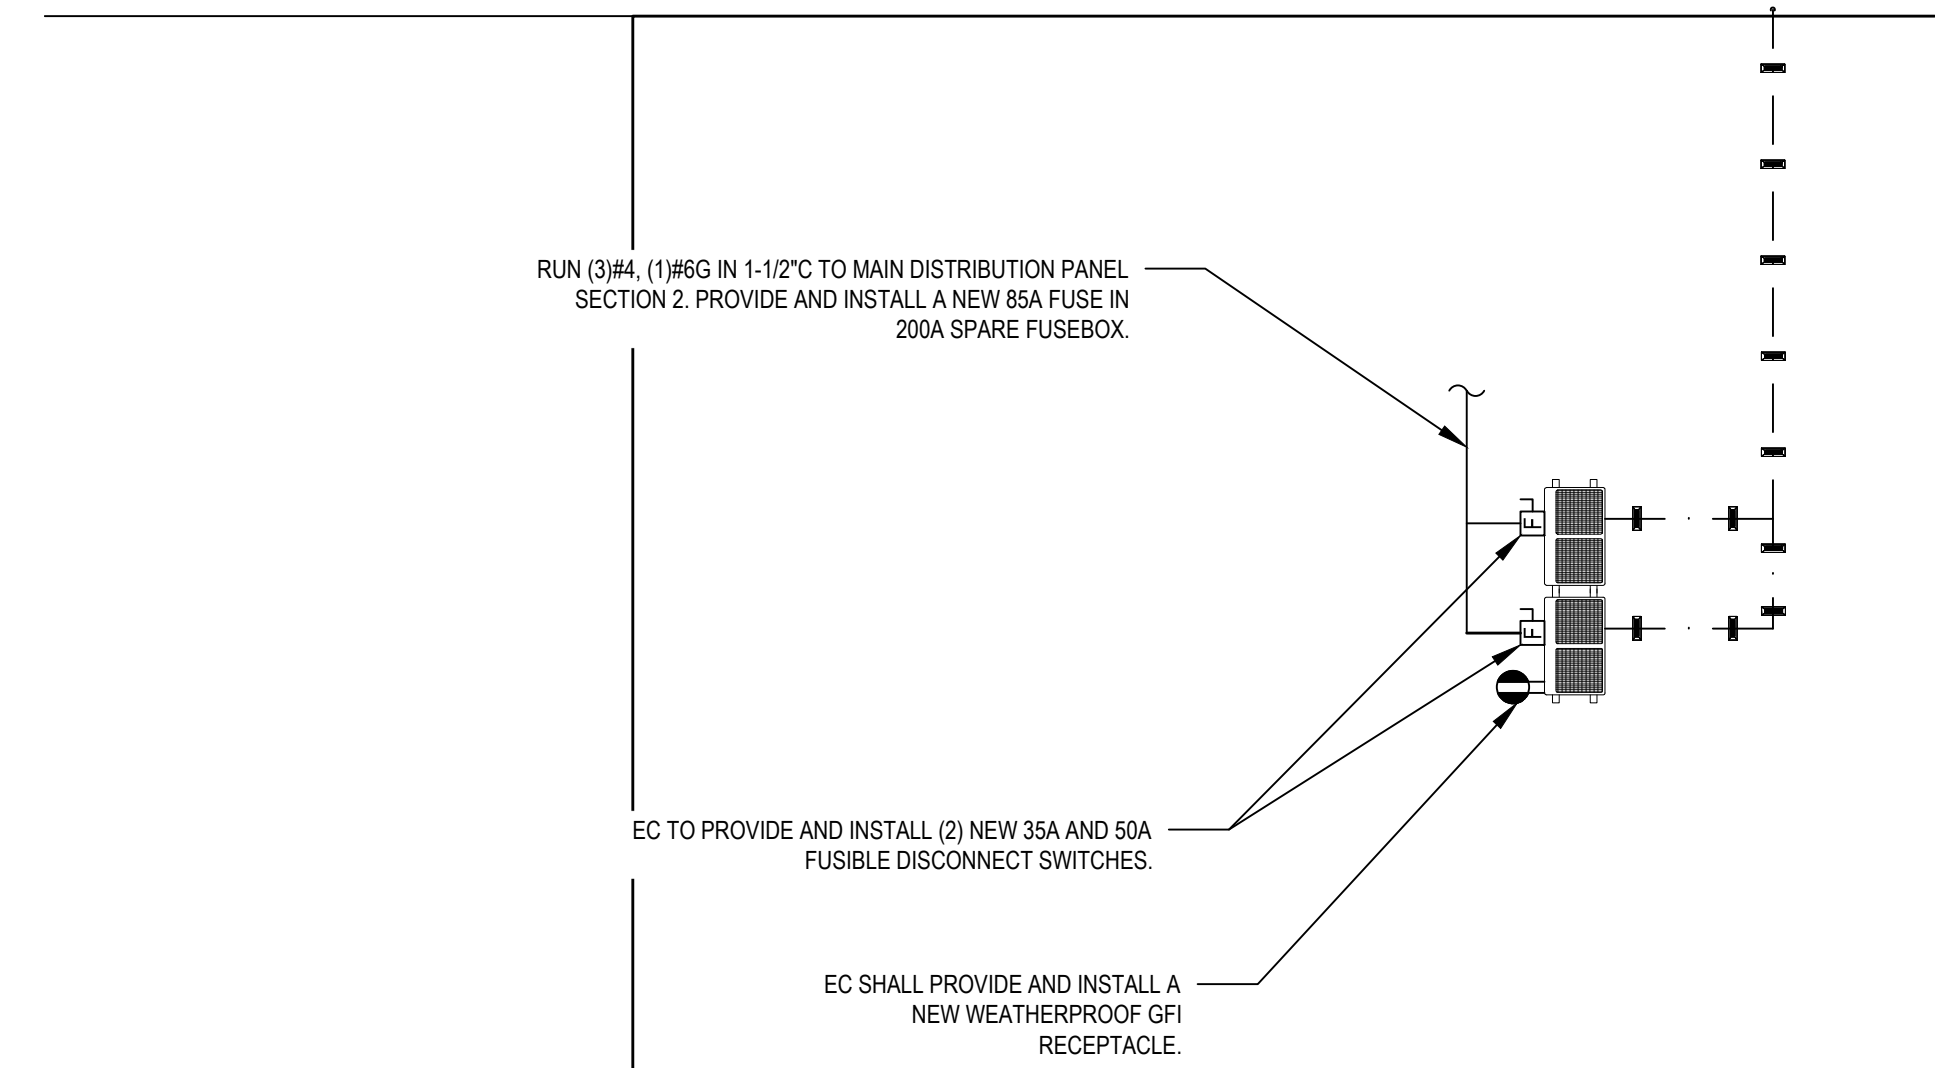 RUN (3)#4, (1)#6G IN 1-1/2"C TO MAIN DISTRIBUTION PANEL
SECTION 2. PROVIDE AND INSTALL A NEW 85A FUSE IN
200A SPARE FUSEBOX.
F
F
EC TO PROVIDE AND INSTALL (2) NEW 35A AND 50A
FUSIBLE DISCONNECT SWITCHES.
EC SHALL PROVIDE AND INSTALL A
NEW WEATHERPROOF GFI
RECEPTACLE.